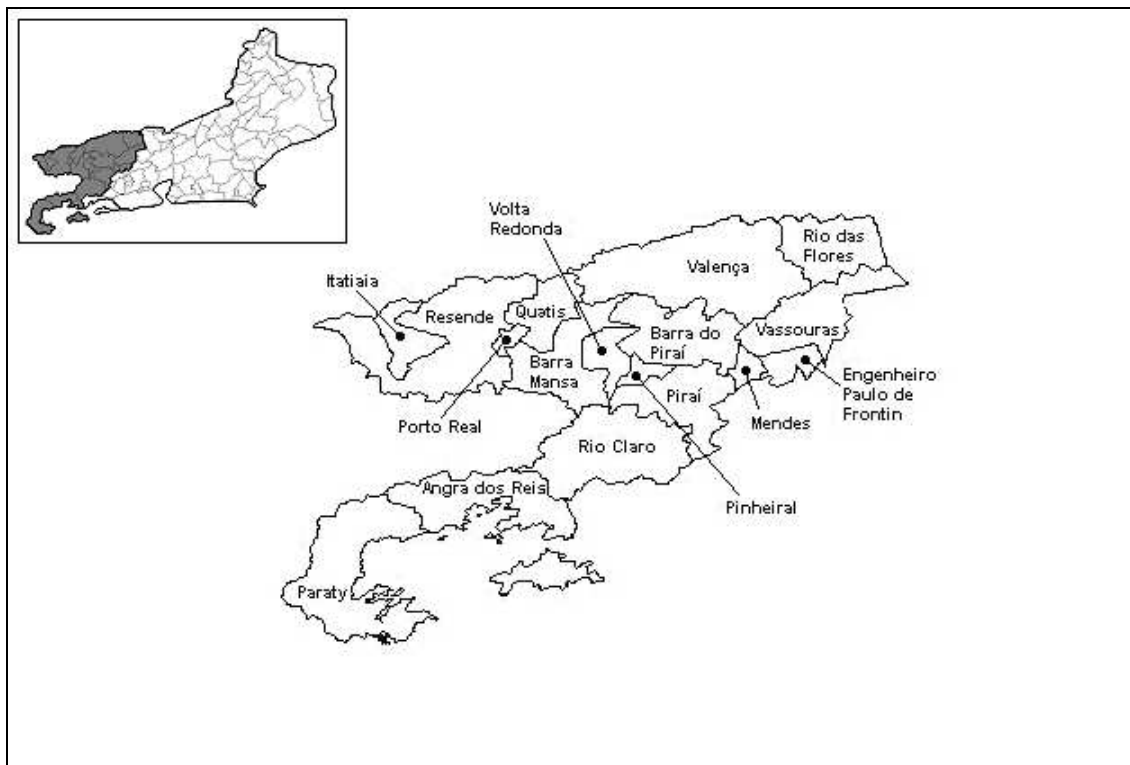 Volta
Redonda
Rio das
Flores
Valença
Itatiaia
Resende
Quatis
Barra do
Piraí
Vassouras
Barra
Mansa
Engenheiro
Paulo de
Frontin
Piraí
Mendes
Porto Real
Rio Claro
Angra dos Reis
Pinheiral
Paraty